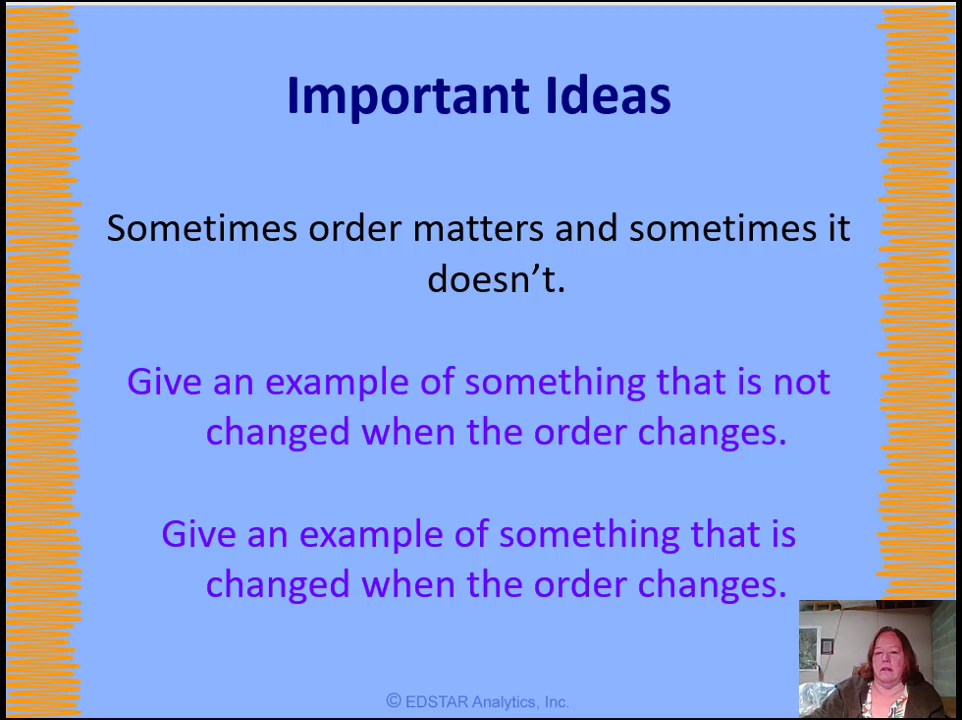 Important Ideas
Sometimes order matters and sometimes it
doesn’t.
Give an example of something that is not
changed when the order changes.
Give an example of something that is
changed when the order changes.
© EDSTAR Analytics, Inc.